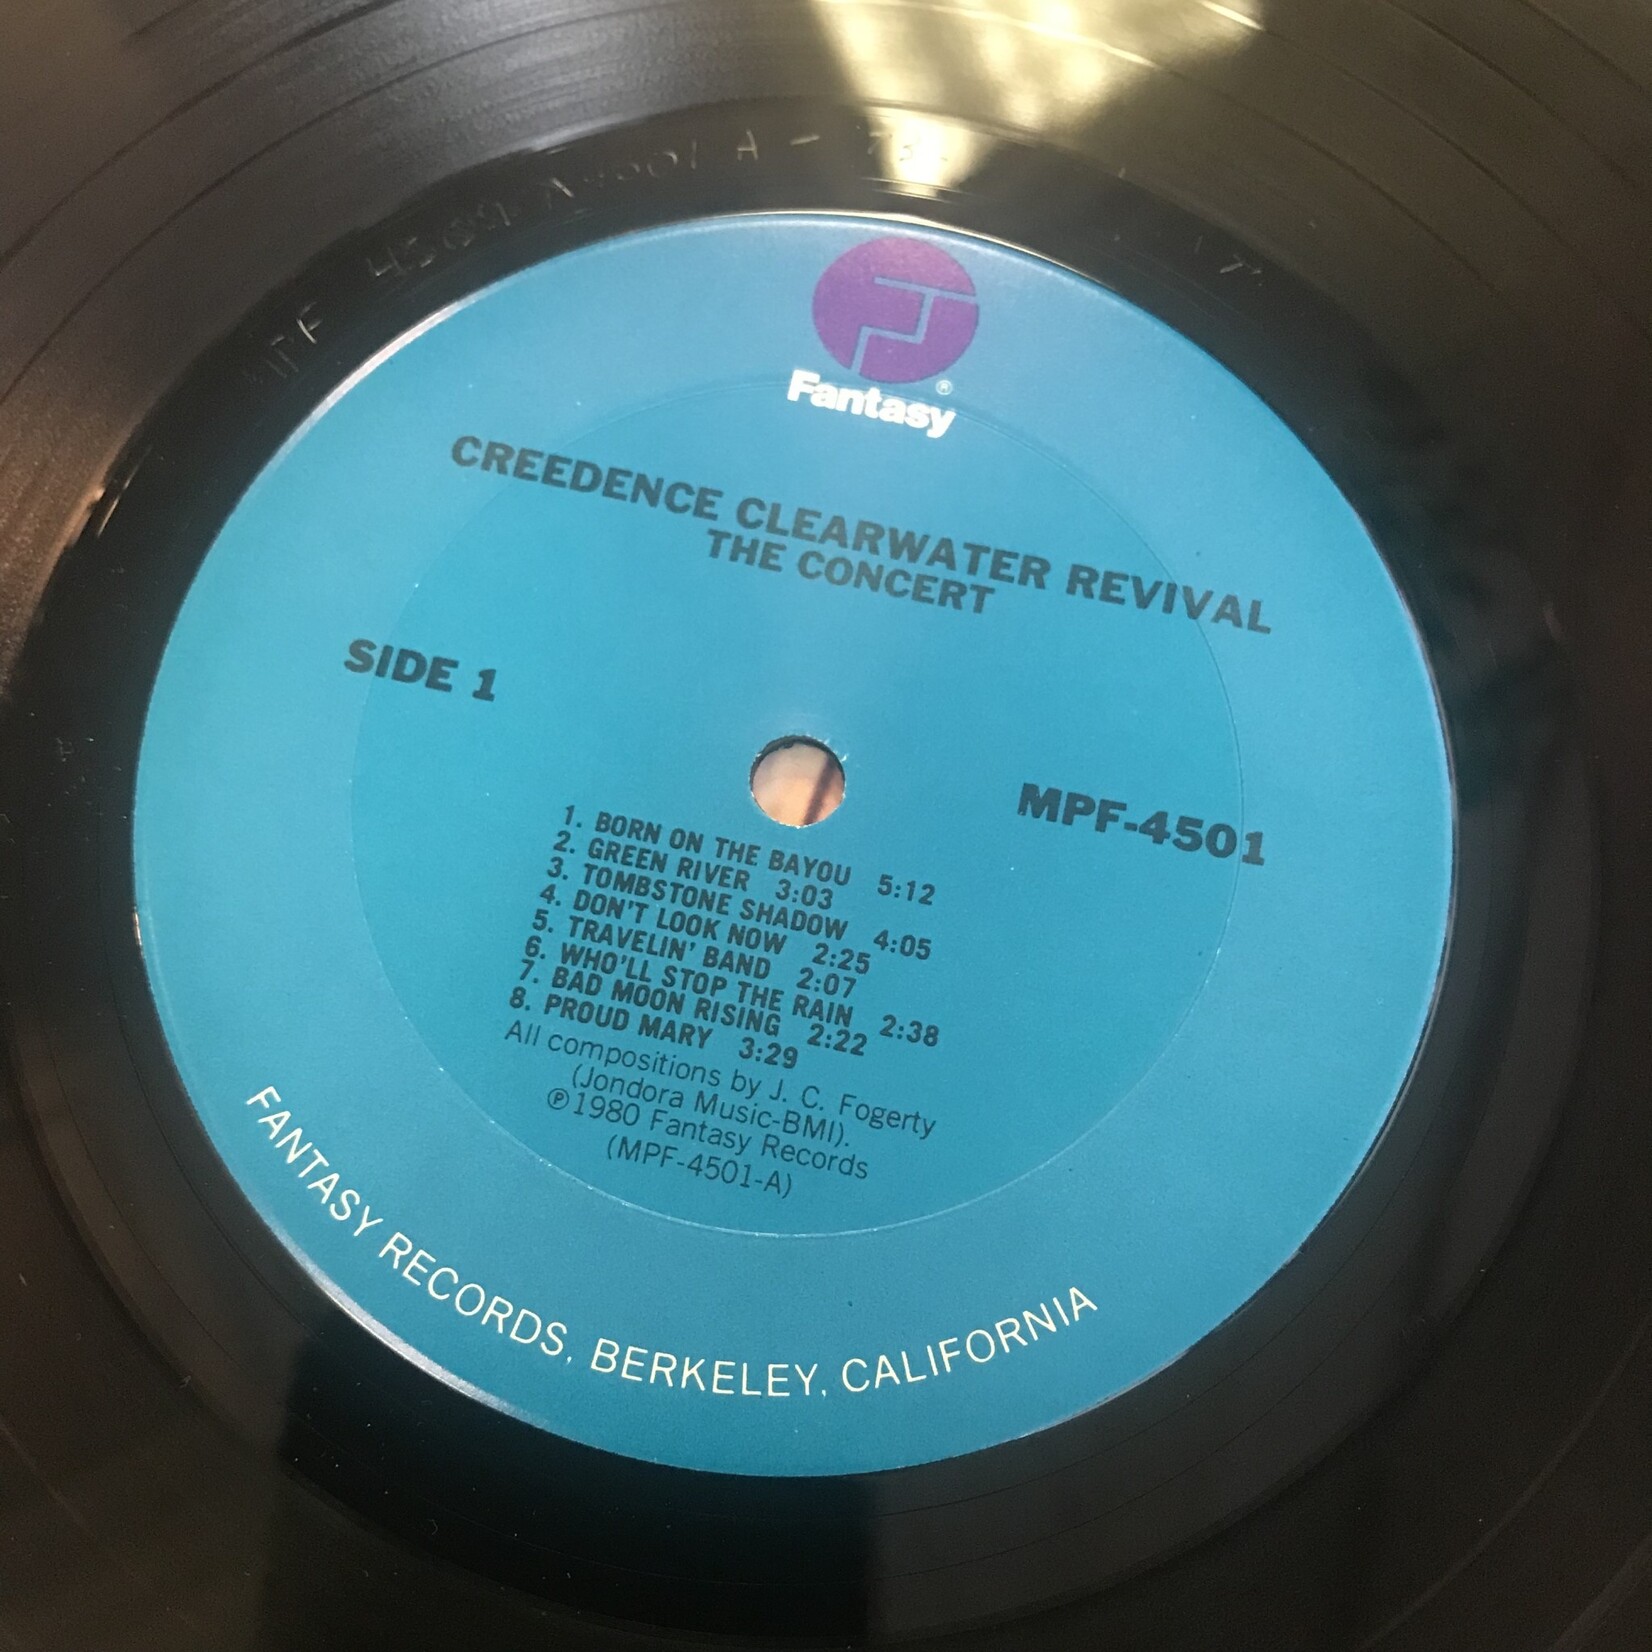 Fantasy®
CREEDENCE CLEARWATER REVIVAL
THE CONCERT
SIDE 1
MPF-4501
1. BORN ON THE BAYOU 5:12
2. GREEN RIVER 3:03
3. TOMBSTONE SHADOW 4:05
4. DON'T LOOK NOW 2:25
5. TRAVELIN' BAND 2:07
6. WHO'LL STOP THE RAIN 2:38
7. BAD MOON RISING 2:22
8. PROUD MARY 3:29
All compositions by J. C. Fogerty
(Jondora Music-BMI).
℗1980 Fantasy Records
(MPF-4501-A)
FANTASY RECORDS, BERKELEY, CALIFORNIA